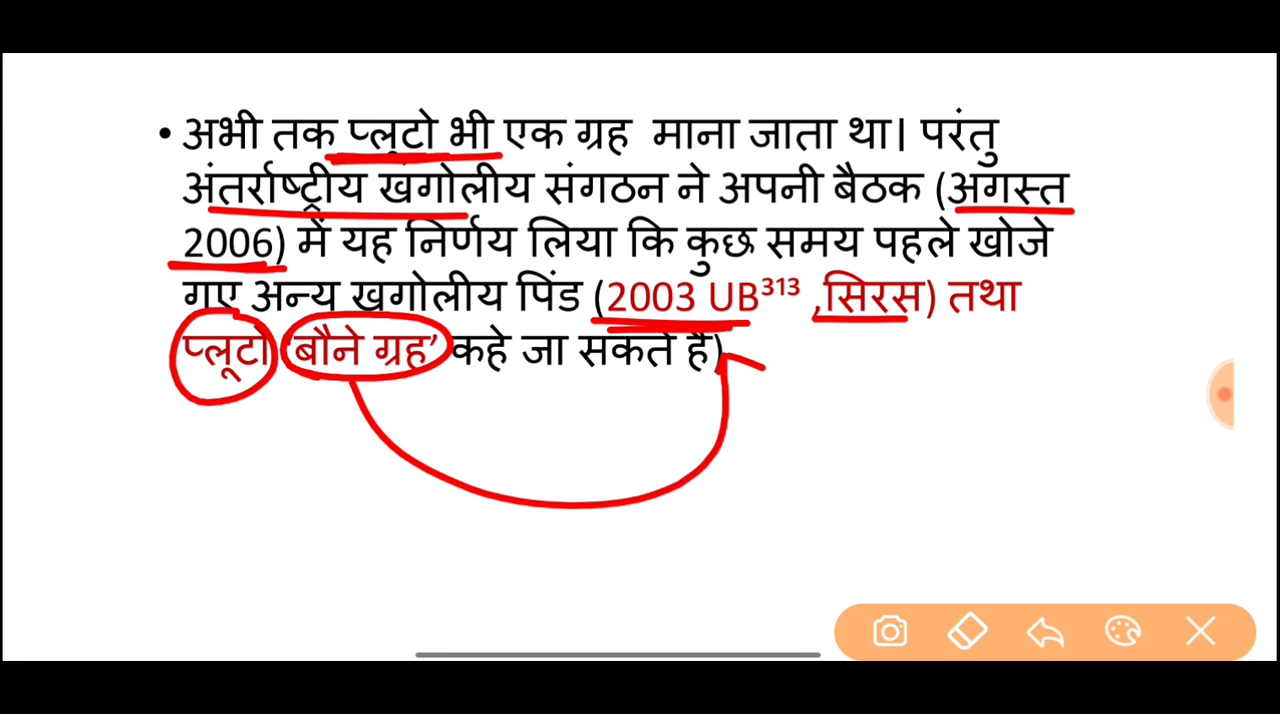 • अभी तक प्लूटो भी एक ग्रह माना जाता था। परंतु
अंतर्राष्ट्रीय खगोलीय संगठन ने अपनी बैठक (अगस्त
2006) में यह निर्णय लिया कि कुछ समय पहले खोजे
गए अन्य खगोलीय पिंड (2003 UB³¹³ ,सिरस) तथा
प्लूटो 'बौने ग्रह' कहे जा सकते हैं)